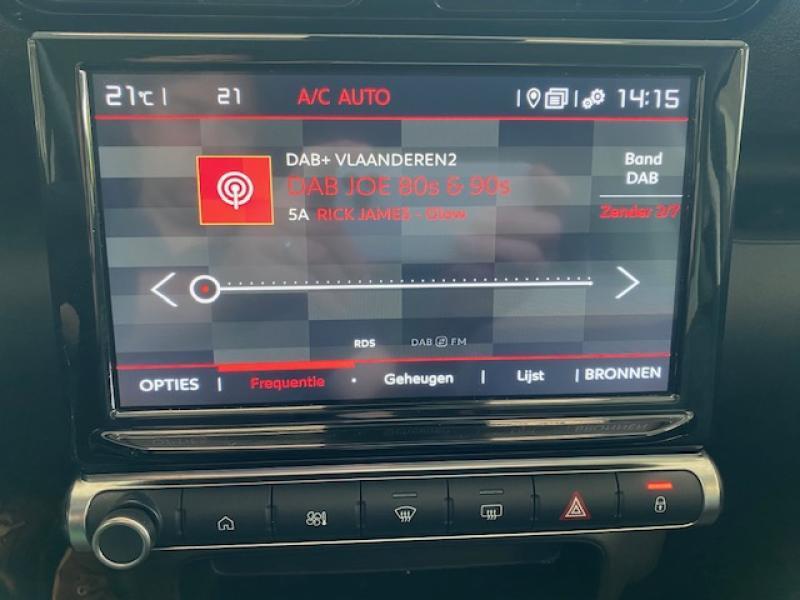 21°C | 21 A/C AUTO | | 14:15
DAB+ VLAANDEREN2
DAB JOE 80s & 90s
5A RICK JAMES - Glow
Band
DAB
Zender 2/7
RDS DAB FM
OPTIES | Frequentie • Geheugen | Lijst | BRONNEN